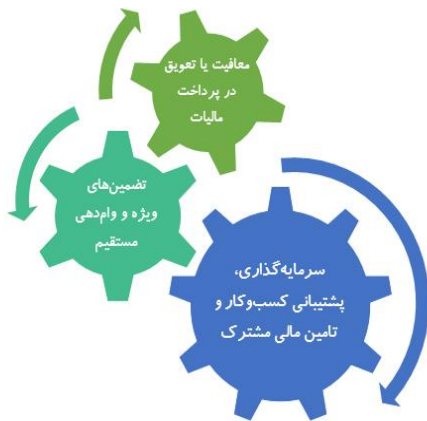 معافیت یا تعویق
در پرداخت
مالیات
تضمین‌های
ویژه و وام‌دهی
مستقیم
سرمایه‌گذاری،
پشتیبانی کسب‌وکار و
تامین مالی مشترک